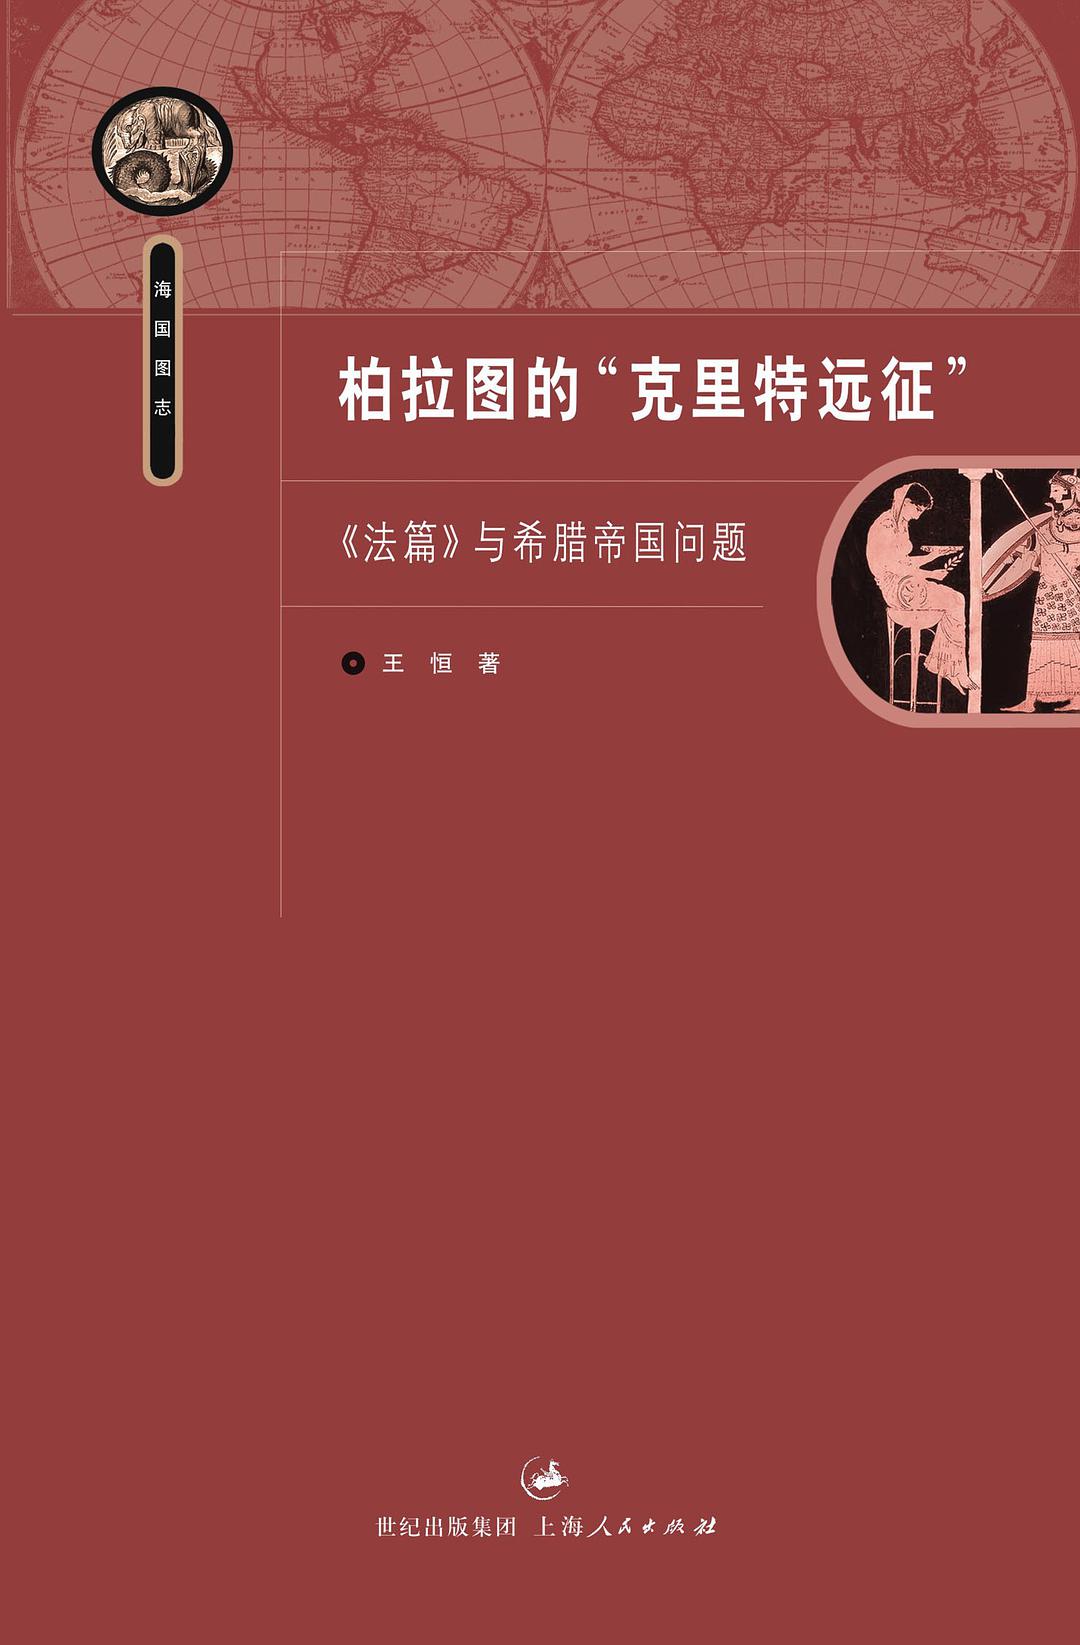 海国图志
柏拉图的“克里特远征”
《法篇》与希腊帝国问题
王恒著
世纪出版集团 上海人民出版社